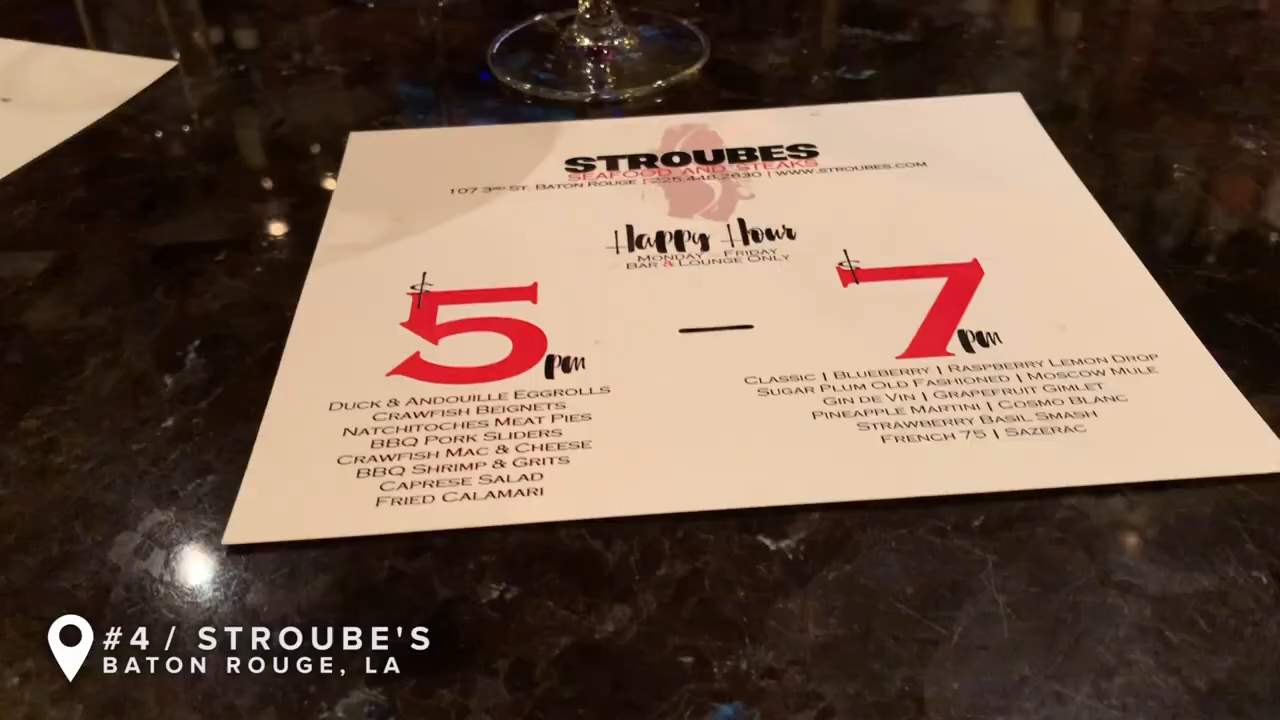 STROUBES
SEAFOOD AND STEAKS
107 3RD ST. BATON ROUGE | 225.448.2830 | WWW.STROUBES.COM
Happy Hour
MONDAY - FRIDAY
BAR & LOUNGE ONLY
$5pm — $7pm
DUCK & ANDOUILLE EGGROLLS
CRAWFISH BEIGNETS
NATCHITOCHES MEAT PIES
BBQ PORK SLIDERS
CRAWFISH MAC & CHEESE
BBQ SHRIMP & GRITS
CAPRESE SALAD
FRIED CALAMARI
CLASSIC | BLUEBERRY | RASPBERRY LEMON DROP
SUGAR PLUM OLD FASHIONED | MOSCOW MULE
GIN DE VIN | GRAPEFRUIT GIMLET
PINEAPPLE MARTINI | COSMO BLANC
STRAWBERRY BASIL SMASH
FRENCH 75 | SAZERAC
#4 / STROUBE'S
BATON ROUGE, LA